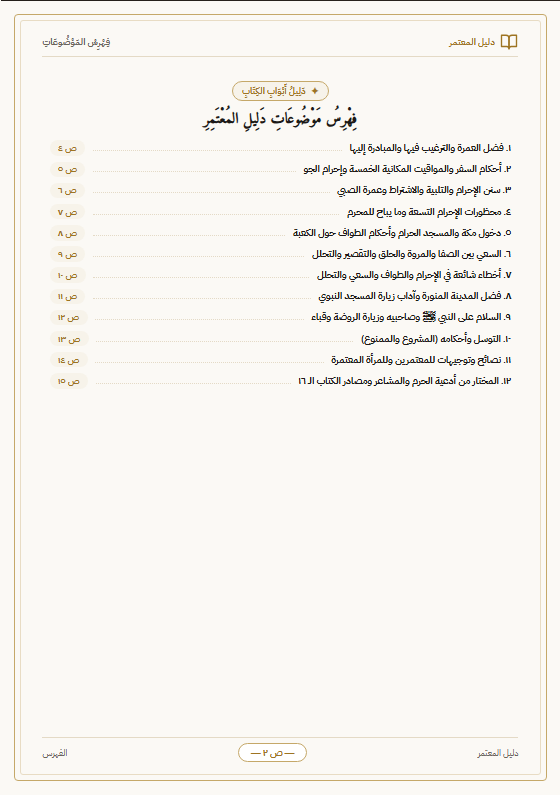 دليل المعتمر
فِهْرِسُ المَوْضُوعَاتِ
✦ دَلِيلُ أَبْوَابِ الكِتَابِ
فِهْرِسُ مَوْضُوعَاتِ دَلِيلِ المُعْتَمِرِ
١. فضل العمرة والترغيب فيها والمبادرة إليها ص ٤
٢. أحكام السفر والمواقيت المكانية الخمسة وإحرام الجو ص ٥
٣. سنن الإحرام والتلبية والاشتراط وعمرة الصبي ص ٦
٤. محظورات الإحرام التسعة وما يباح للمحرم ص ٧
٥. دخول مكة والمسجد الحرام وأحكام الطواف حول الكعبة ص ٨
٦. السعي بين الصفا والمروة والحلق والتقصير والتحلل ص ٩
٧. أخطاء شائعة في الإحرام والطواف والسعي والتحلل ص ١٠
٨. فضل المدينة المنورة وآداب زيارة المسجد النبوي ص ١١
٩. السلام على النبي ﷺ وصاحبيه وزيارة الروضة وقباء ص ١٢
١٠. التوسل وأحكامه (المشروع والممنوع) ص ١٣
١١. نصائح وتوجيهات للمعتمرين وللمرأة المعتمرة ص ١٤
١٢. المختار من أدعية الحرم والمشاعر ومصادر الكتاب الـ ١٦ ص ١٥
دليل المعتمر
— ص ٢ —
الفهرس